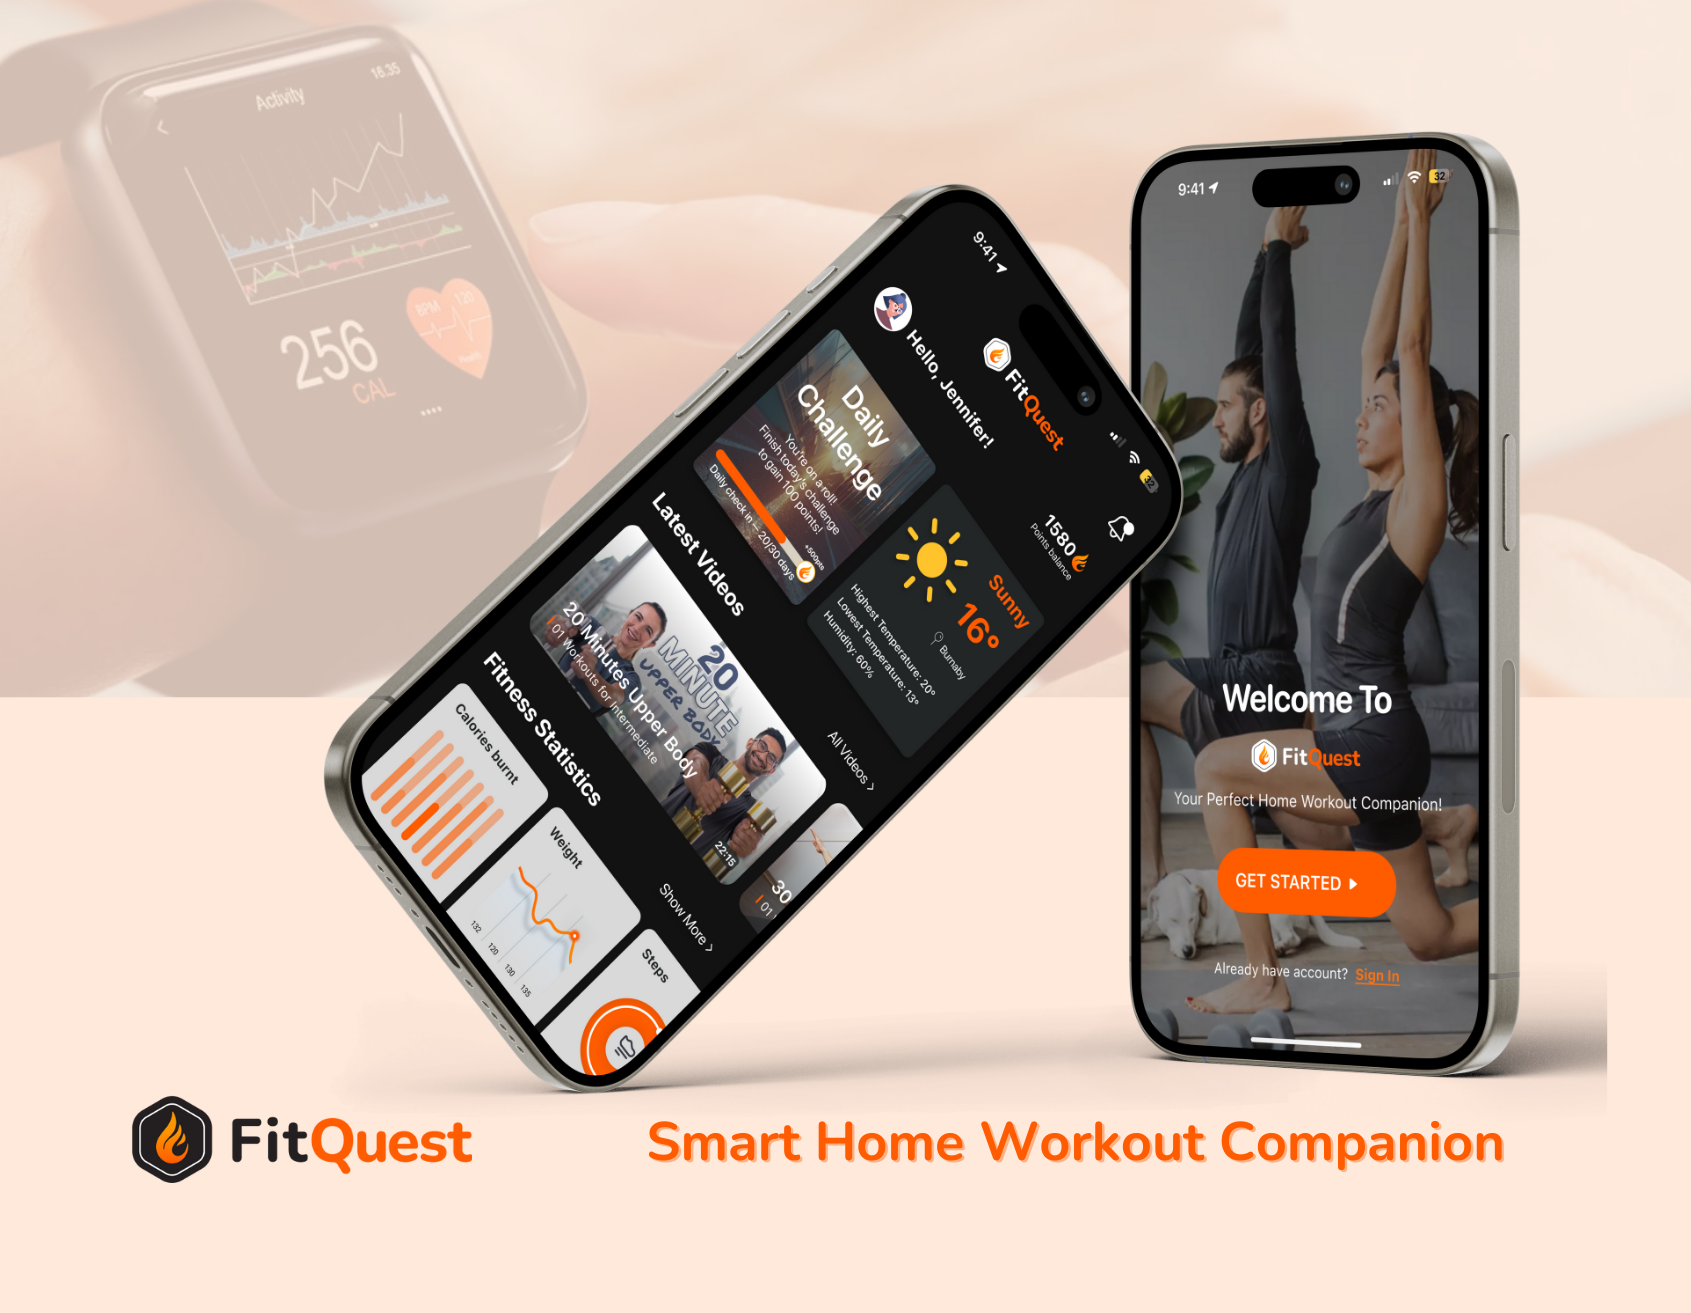 Activity
16.35
256
CAL
BPM
120
9:41
FitQuest
Hello, Jennifer!
1580
Points balance
Daily
Challenge
You're on a roll!
Finish today's challenge
to gain 100 points!
+500pts
Daily check in — 20/30 days
Sunny
16°
Burnaby
Highest Temperature: 20°
Lowest Temperature: 13°
Humidity: 60%
32
Latest Videos
All Videos >
20
MINUTE
UPPER BODY
20 Minutes Upper Body
01 Workouts for Intermediate
22:15
30
01
Fitness Statistics
Show More >
Calories burnt
Weight
132
120
130
135
Steps
9:41
32
Welcome To
FitQuest
Your Perfect Home Workout Companion!
GET STARTED
Already have account? Sign In
FitQuest
Smart Home Workout Companion